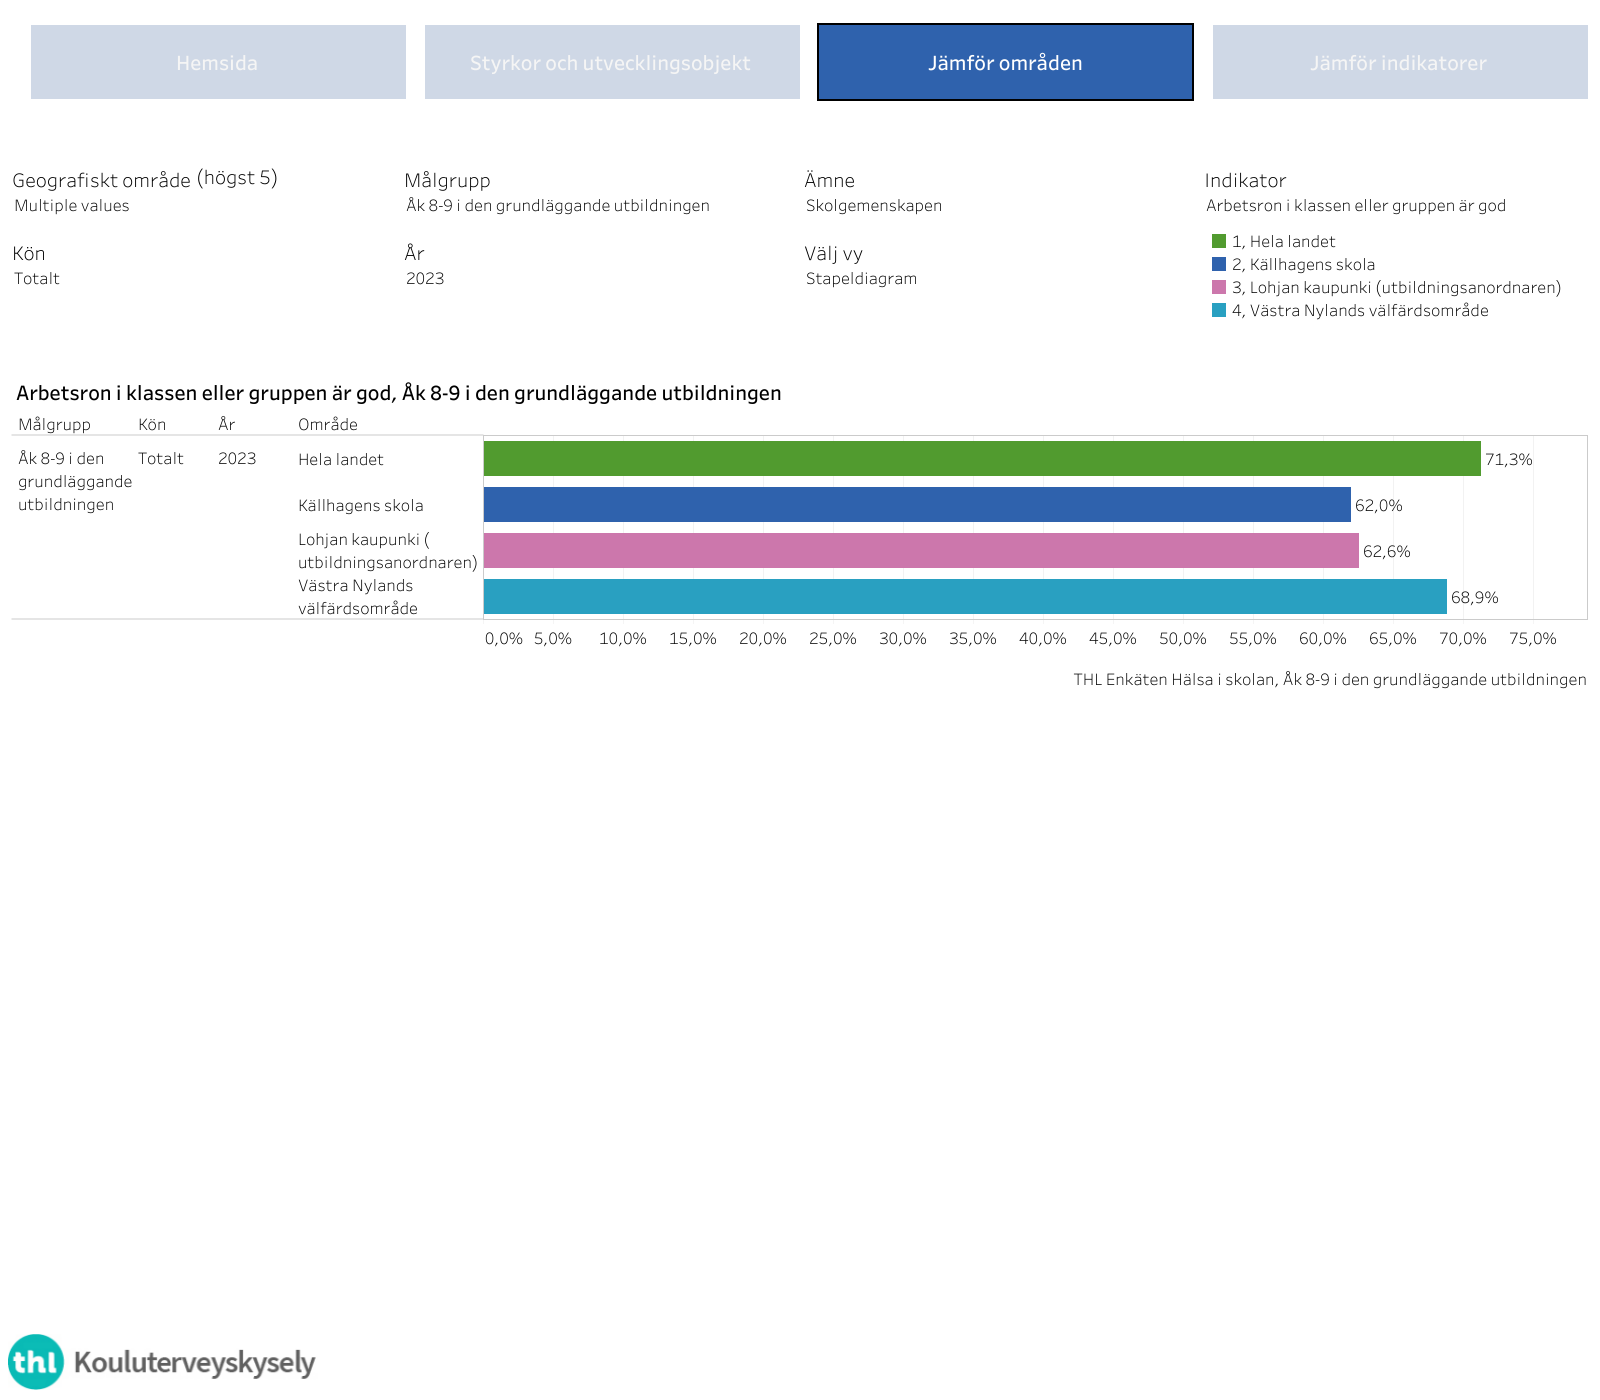 Hemsida
Styrkor och utvecklingsobjekt
Jämför områden
Jämför indikatorer
Geografiskt område (högst 5)
Multiple values
Målgrupp
Åk 8-9 i den grundläggande utbildningen
Ämne
Skolgemenskapen
Indikator
Arbetsron i klassen eller gruppen är god
Kön
Totalt
År
2023
Välj vy
Stapeldiagram
1, Hela landet
2, Källhagens skola
3, Lohjan kaupunki (utbildningsanordnaren)
4, Västra Nylands välfärdsområde
Arbetsron i klassen eller gruppen är god, Åk 8-9 i den grundläggande utbildningen
Målgrupp Kön År Område
Åk 8-9 i den
grundläggande
utbildningen
Totalt
2023
Hela landet
71,3%
Källhagens skola
62,0%
Lohjan kaupunki (
utbildningsanordnaren)
62,6%
Västra Nylands
välfärdsområde
68,9%
0,0% 5,0% 10,0% 15,0% 20,0% 25,0% 30,0% 35,0% 40,0% 45,0% 50,0% 55,0% 60,0% 65,0% 70,0% 75,0%
THL Enkäten Hälsa i skolan, Åk 8-9 i den grundläggande utbildningen
thl Kouluterveyskysely